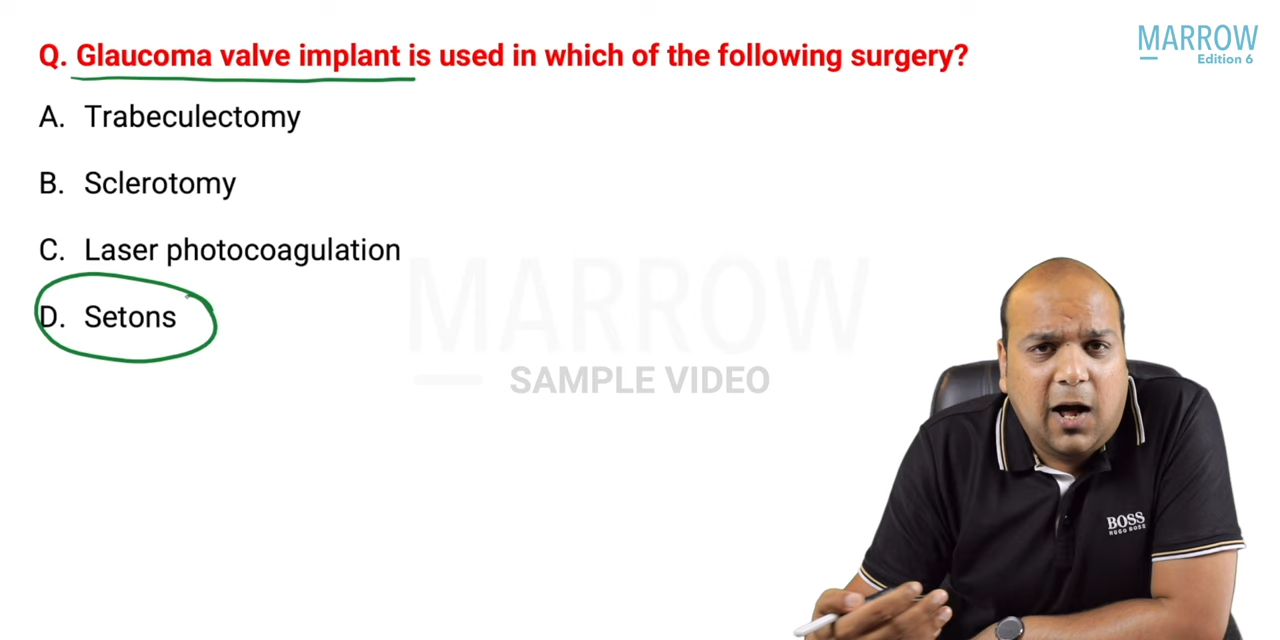 MARROW
Edition 6
Q. Glaucoma valve implant is used in which of the following surgery?
A. Trabeculectomy
B. Sclerotomy
C. Laser photocoagulation
D. Setons
MARROW
SAMPLE VIDEO
BOSS
HUGO BOSS